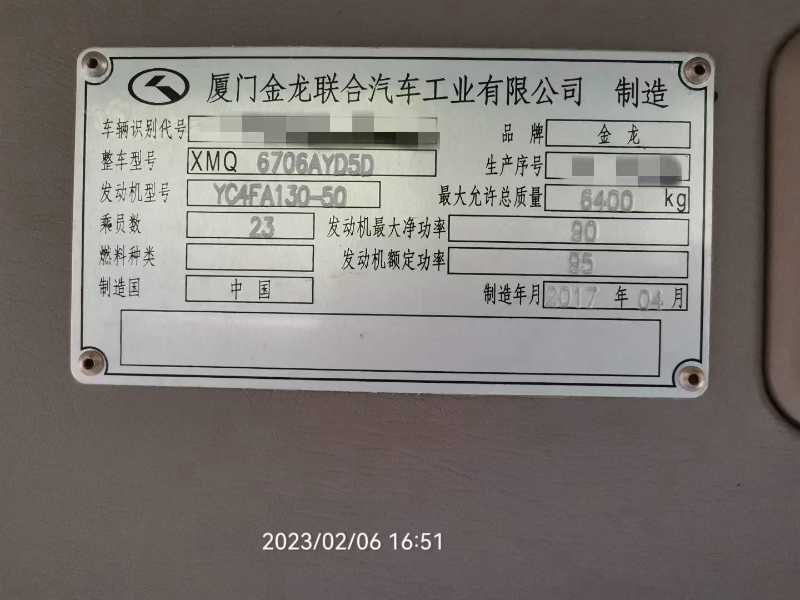 厦门金龙联合汽车工业有限公司 制造
车辆识别代号 品牌 金龙
整车型号 XMQ 6706AYD5D 生产序号
发动机型号 YC4FA130-50 最大允许总质量 6400 kg
乘员数 23 发动机最大净功率 90
燃料种类 发动机额定功率 95
制造国 中国 制造年月 2017 年 04 月
2023/02/06 16:51